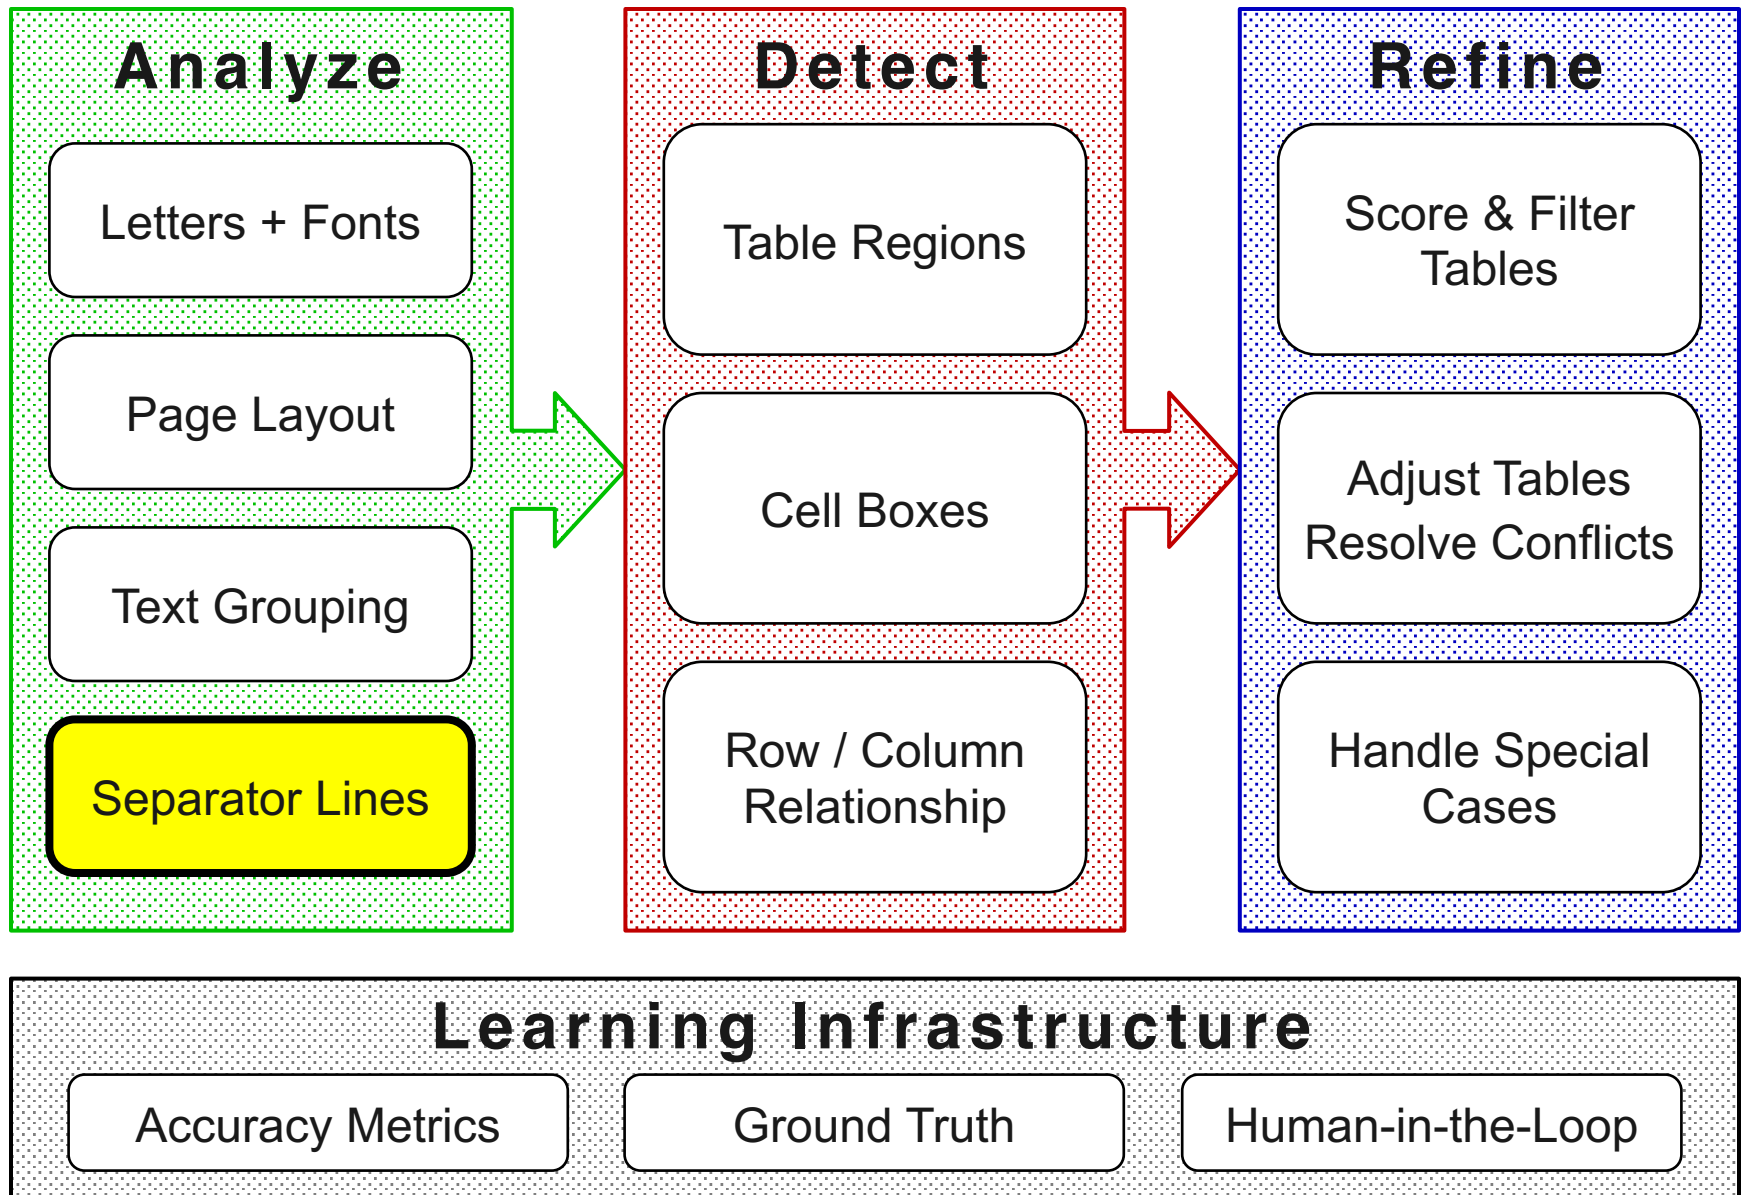 Analyze
Letters + Fonts
Page Layout
Text Grouping
Separator Lines
Detect
Table Regions
Cell Boxes
Row / Column
Relationship
Refine
Score & Filter
Tables
Adjust Tables
Resolve Conflicts
Handle Special
Cases
Learning Infrastructure
Accuracy Metrics
Ground Truth
Human-in-the-Loop